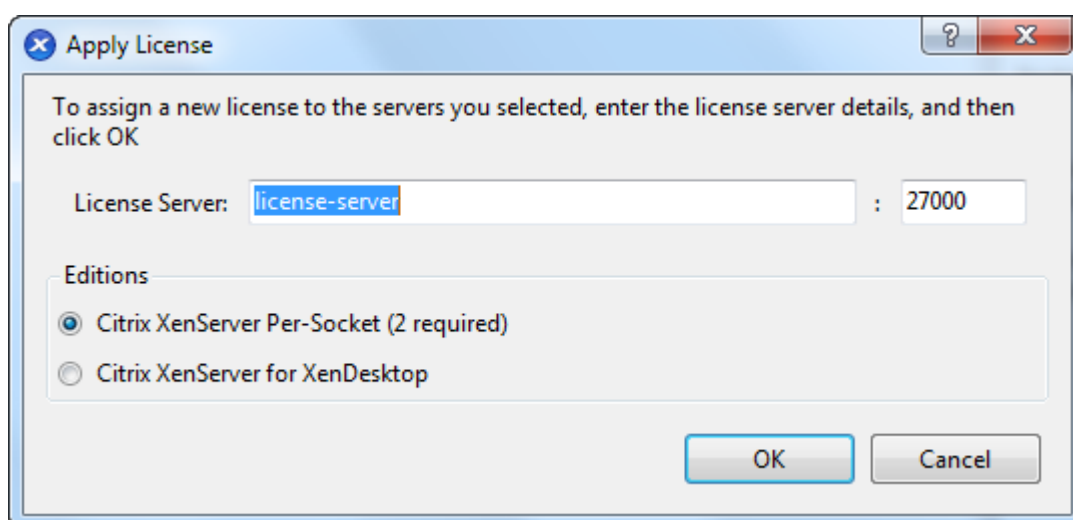 Apply License
To assign a new license to the servers you selected, enter the license server details, and then
click OK
License Server: license-server : 27000
Editions
Citrix XenServer Per-Socket (2 required)
Citrix XenServer for XenDesktop
OK Cancel